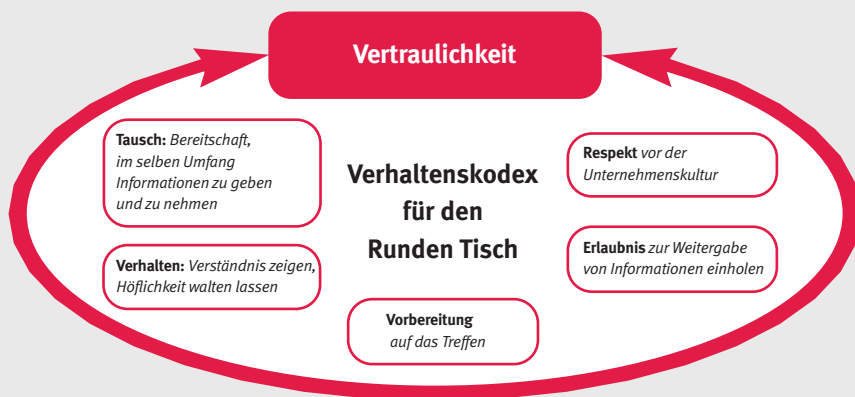 Vertraulichkeit
Tausch: Bereitschaft,
im selben Umfang
Informationen zu geben
und zu nehmen
Verhalten: Verständnis zeigen,
Höflichkeit walten lassen
Verhaltenskodex
für den
Runden Tisch
Vorbereitung
auf das Treffen
Respekt vor der
Unternehmenskultur
Erlaubnis zur Weitergabe
von Informationen einholen